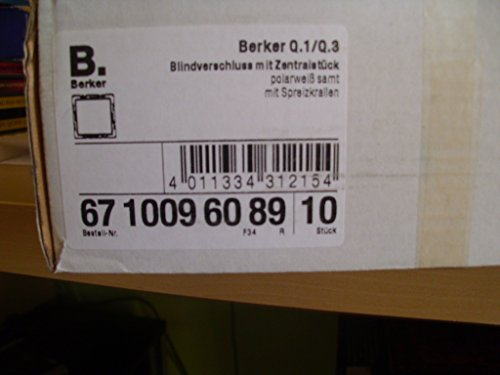 B.
Berker
Berker Q.1/Q.3
Blindverschluss mit Zentralstück
polarweiß samt
mit Spreizkrallen
4 011334 312154
67 1009 60 89 10
Bestell-Nr. F34 R Stück